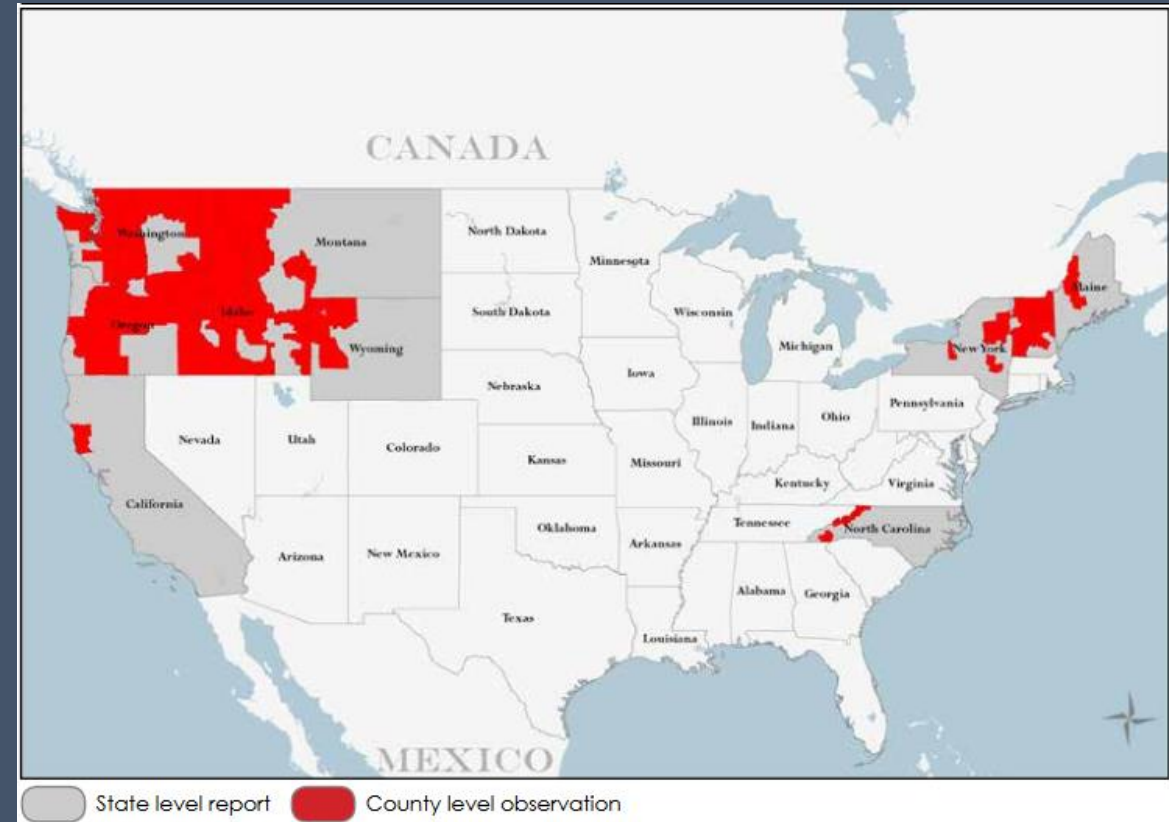 CANADA
Washington
Montana
North Dakota
Minnesota
Maine
Oregon
Idaho
South Dakota
Wisconsin
Wyoming
Michigan
New York
Iowa
Nebraska
Pennsylvania
Illinois
Indiana
Ohio
Nevada
Utah
Colorado
Kansas
Missouri
Kentucky
Virginia
California
Oklahoma
Tennessee
North Carolina
Arizona
New Mexico
Arkansas
Alabama
Georgia
Texas
Louisiana
MEXICO
State level report
County level observation